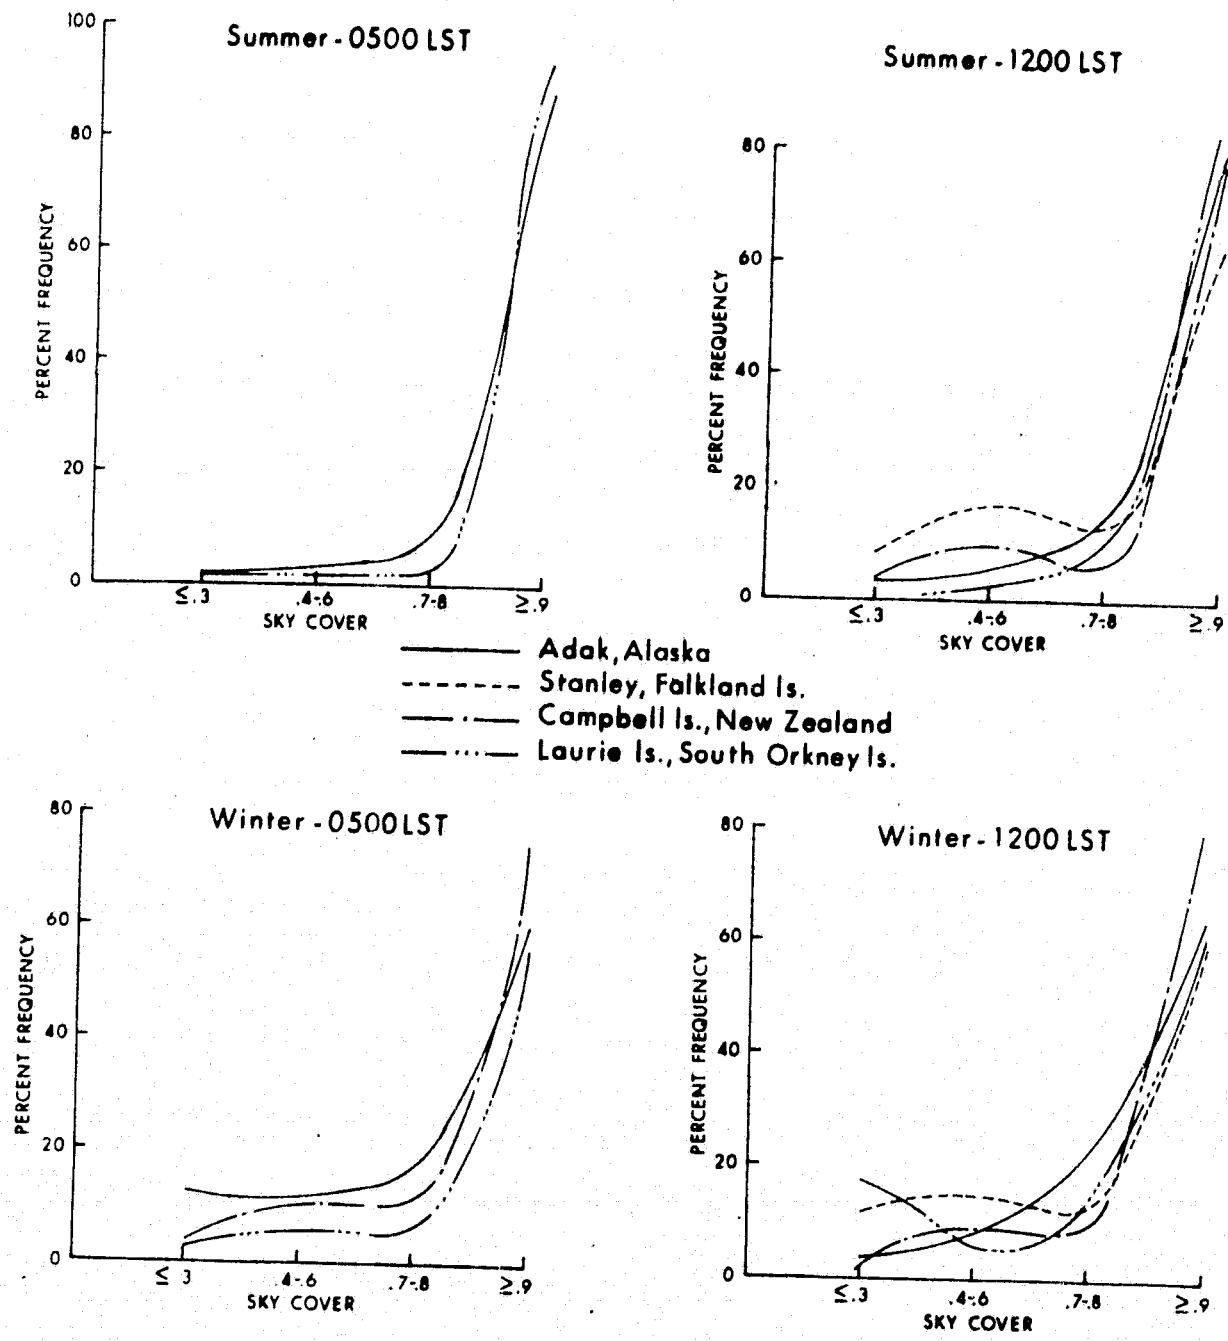 Summer - 0500 LST
100
80
60
40
20
0
PERCENT FREQUENCY
≤.3 .4-.6 .7-.8 ≥.9
SKY COVER
Summer - 1200 LST
80
60
40
20
0
PERCENT FREQUENCY
≤.3 .4-.6 .7-.8 ≥.9
SKY COVER
Adak, Alaska
Stanley, Falkland Is.
Campbell Is., New Zealand
Laurie Is., South Orkney Is.
Winter - 0500 LST
80
60
40
20
0
PERCENT FREQUENCY
≤ 3 .4-.6 .7-.8 ≥.9
SKY COVER
Winter - 1200 LST
80
60
40
20
0
PERCENT FREQUENCY
≤.3 .4-.6 .7-.8 ≥.9
SKY COVER